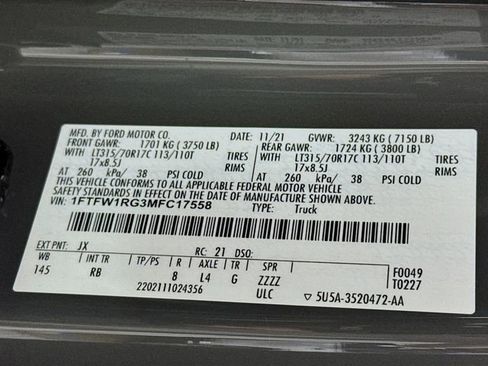 MFD. BY FORD MOTOR CO.
DATE: 11/21 GVWR: 3243 KG ( 7150 LB)
FRONT GAWR: 1701 KG ( 3750 LB) REAR GAWR: 1724 KG ( 3800 LB)
WITH LT315/70R17C 113/110T TIRES WITH LT315/70R17C 113/110T TIRES
17x8.5J RIMS 17x8.5J RIMS
AT 260 kPa/ 38 PSI COLD AT 260 kPa/ 38 PSI COLD
THIS VEHICLE CONFORMS TO ALL APPLICABLE FEDERAL MOTOR VEHICLE
SAFETY STANDARDS IN EFFECT ON THE DATE OF MANUFACTURE SHOWN ABOVE.
VIN: 1FTFW1RG3MFC17558 TYPE: Truck
F0049
T0227
EXT PNT: JX RC: 21 DSO:
WB INT TR TP/PS R AXLE TR SPR
145 RB 8 L4 G ZZZZ
2202111024356 ULC ▽ 5U5A-3520472-AA